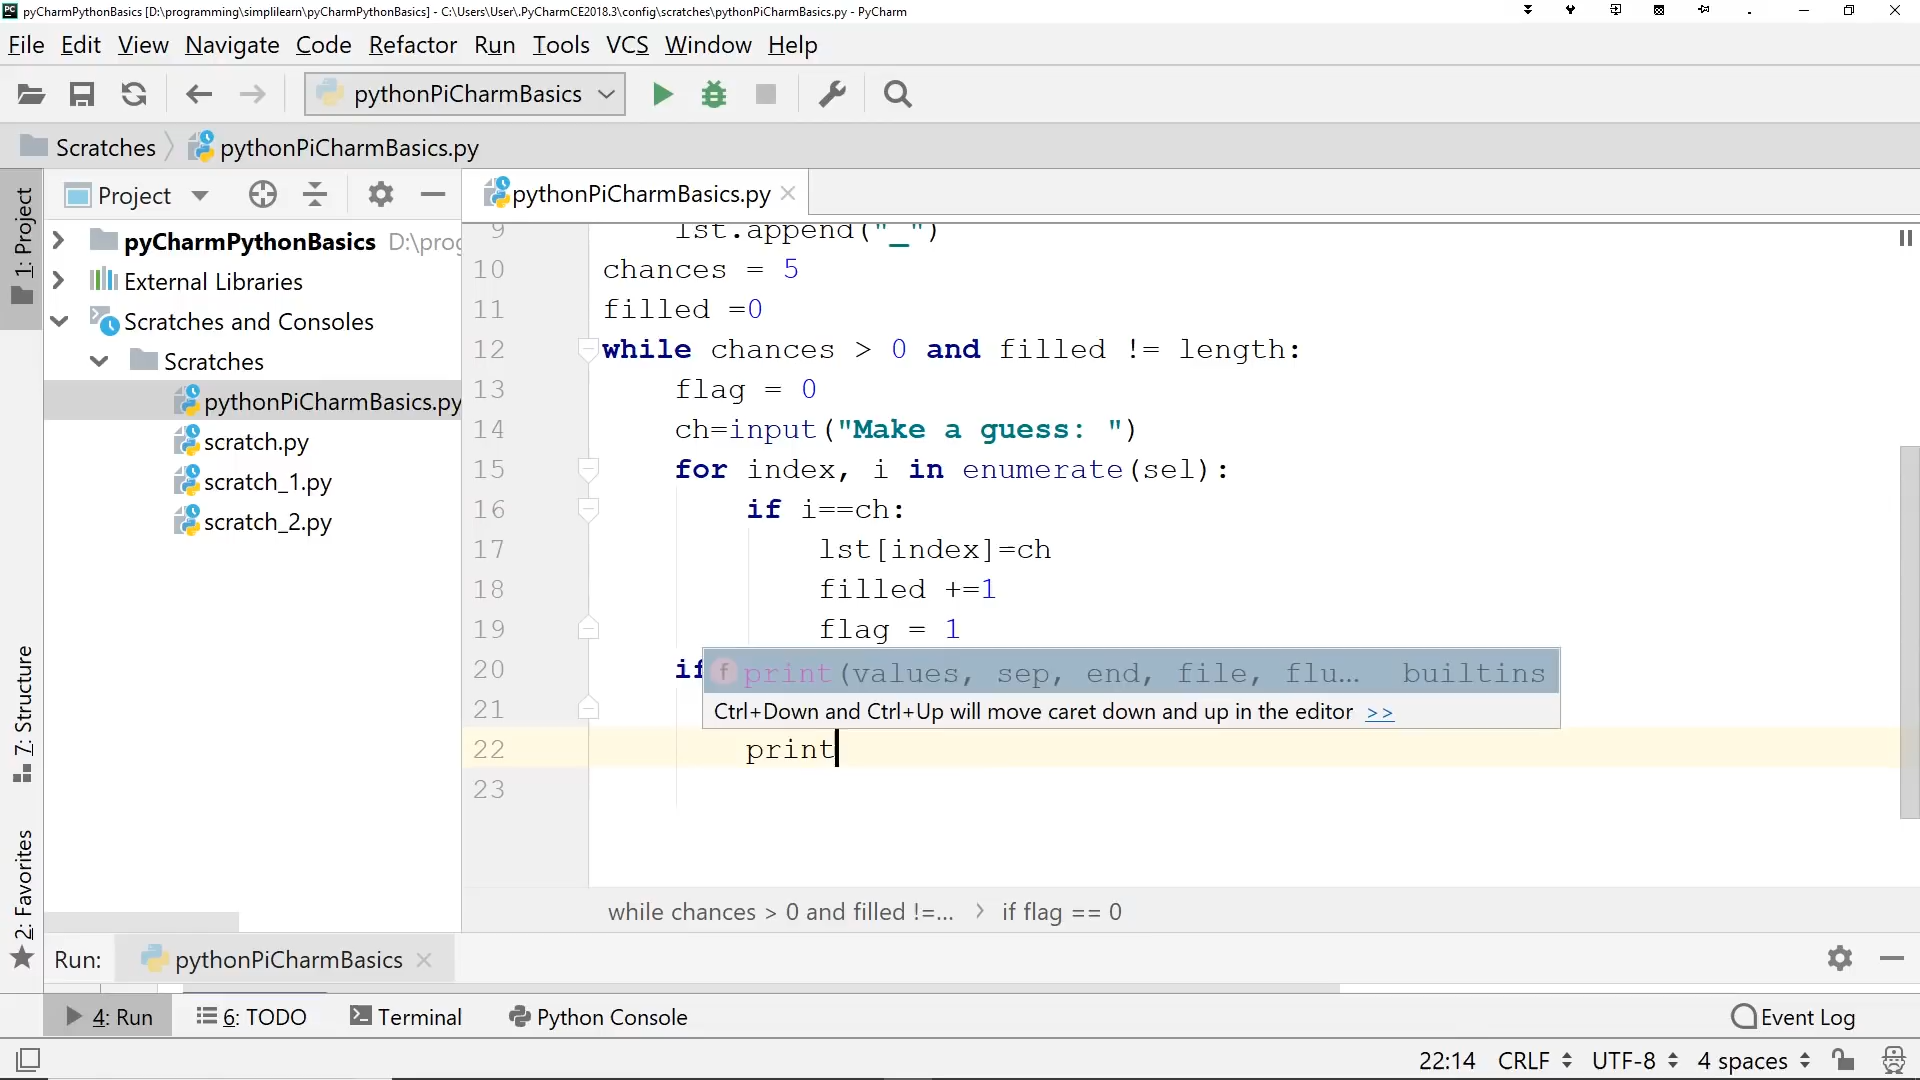 pyCharmPythonBasics [D:\programming\simplilearn\pyCharmPythonBasics] - C:\Users\User\.PyCharmCE2018.3\config\scratches\pythonPiCharmBasics.py - PyCharm
File Edit View Navigate Code Refactor Run Tools VCS Window Help
pythonPiCharmBasics
Scratches pythonPiCharmBasics.py
1: Project
Project
pyCharmPythonBasics D:\prog
External Libraries
Scratches and Consoles
Scratches
pythonPiCharmBasics.py
scratch.py
scratch_1.py
scratch_2.py
7: Structure
2: Favorites
pythonPiCharmBasics.py
9 lst.append("_")
10 chances = 5
11 filled =0
12 while chances > 0 and filled != length:
13 flag = 0
14 ch=input("Make a guess: ")
15 for index, i in enumerate(sel):
16 if i==ch:
17 lst[index]=ch
18 filled +=1
19 flag = 1
20 if
f print(values, sep, end, file, flu... builtins
21 Ctrl+Down and Ctrl+Up will move caret down and up in the editor >>
22 print
23
while chances > 0 and filled !=... if flag == 0
Run: pythonPiCharmBasics
4: Run 6: TODO Terminal Python Console Event Log
22:14 CRLF UTF-8 4 spaces